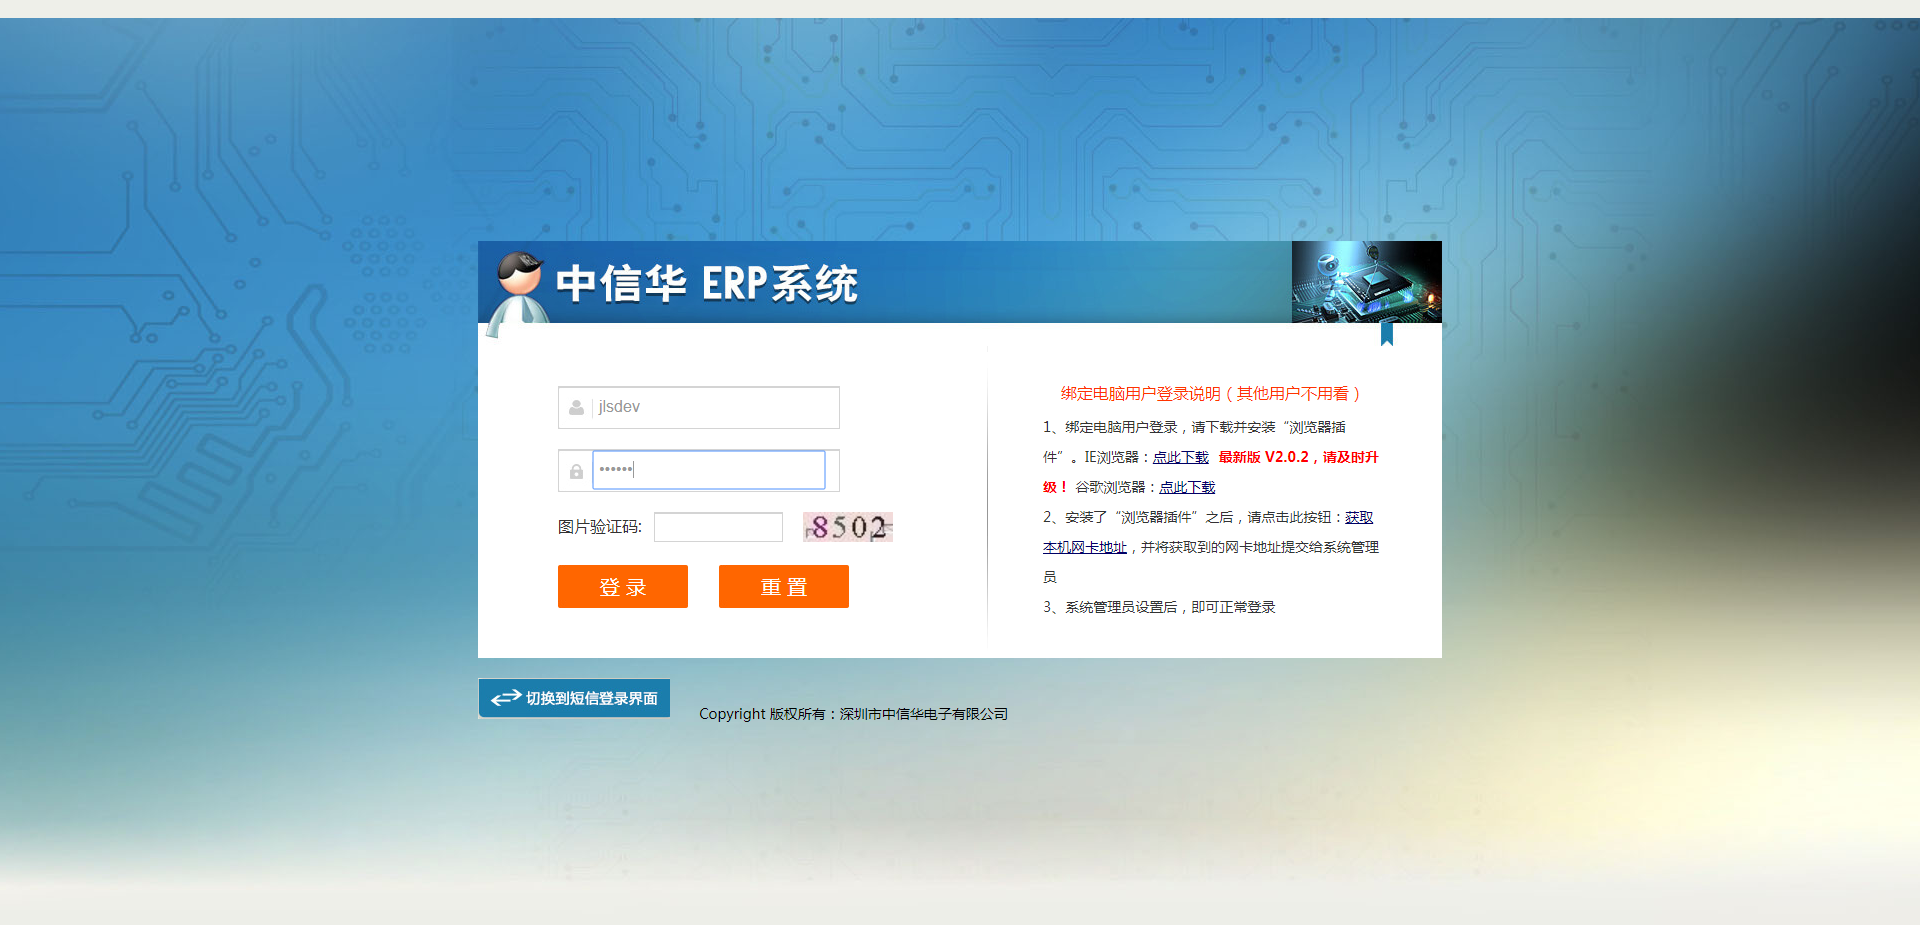 中信华 ERP系统
jlsdev
••••••
图片验证码:
8502
登 录
重 置
绑定电脑用户登录说明（其他用户不用看）
1、绑定电脑用户登录，请下载并安装“浏览器插
件”。IE浏览器：点此下载 最新版 V2.0.2，请及时升
级！ 谷歌浏览器：点此下载
2、安装了“浏览器插件”之后，请点击此按钮：获取
本机网卡地址，并将获取到的网卡地址提交给系统管理
员
3、系统管理员设置后，即可正常登录
切换到短信登录界面
Copyright 版权所有：深圳市中信华电子有限公司